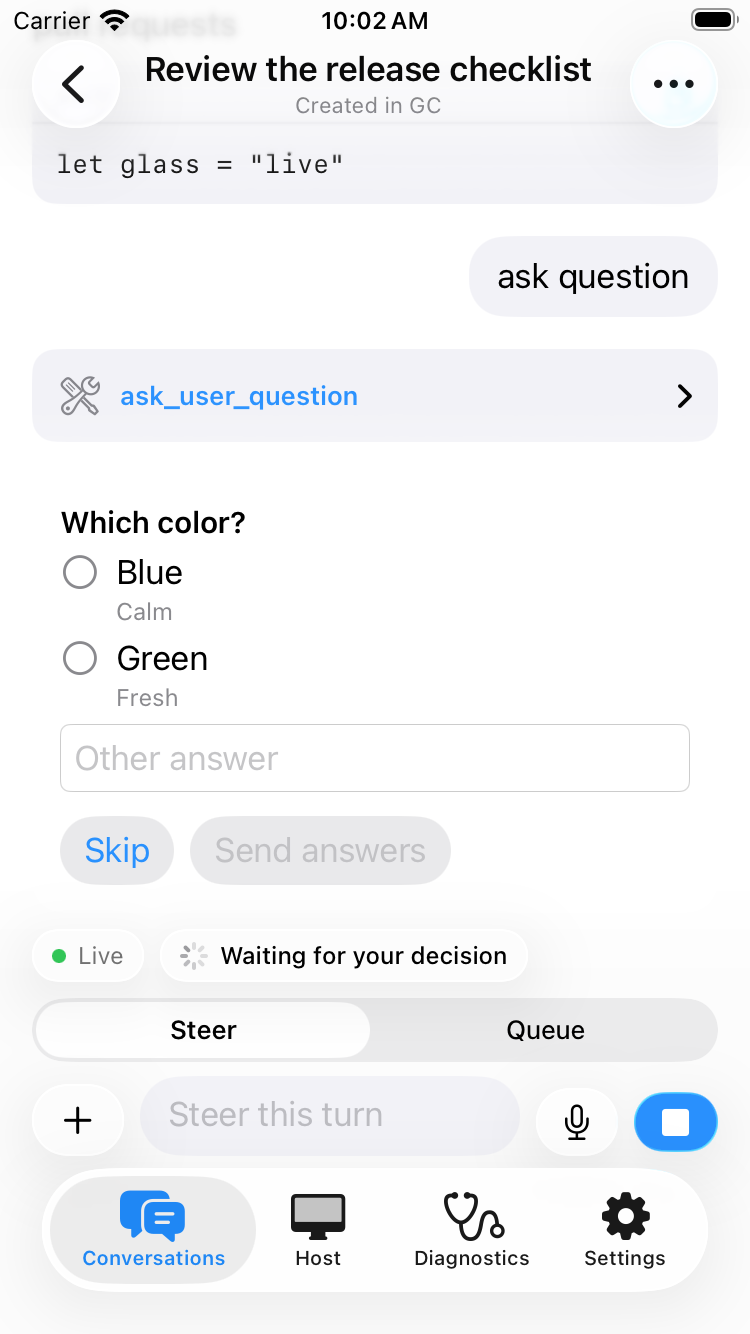 Carrier 10:02 AM
pull requests
Review the release checklist
Created in GC
let glass = "live"
ask question
ask_user_question
Which color?
Blue
Calm
Green
Fresh
Other answer
Skip Send answers
Live Waiting for your decision
Steer Queue
Steer this turn
Conversations Host Diagnostics Settings